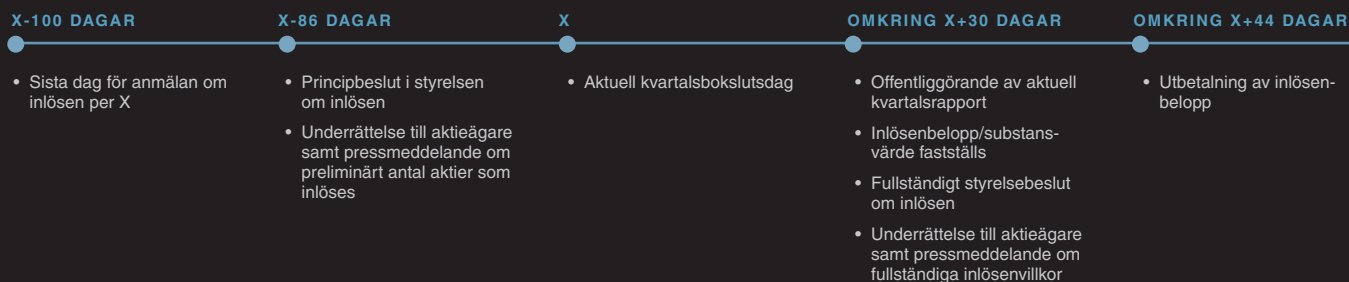 X-100 DAGAR
• Sista dag för anmälan om
inlösen per X
X-86 DAGAR
• Principbeslut i styrelsen
om inlösen
• Underrättelse till aktieägare
samt pressmeddelande om
preliminärt antal aktier som
inlöses
X
• Aktuell kvartalsbokslutsdag
OMKRING X+30 DAGAR
• Offentliggörande av aktuell
kvartalsrapport
• Inlösenbelopp/substans-
värde fastställs
• Fullständigt styrelsebeslut
om inlösen
• Underrättelse till aktieägare
samt pressmeddelande om
fullständiga inlösenvillkor
OMKRING X+44 DAGAR
• Utbetalning av inlösen-
belopp